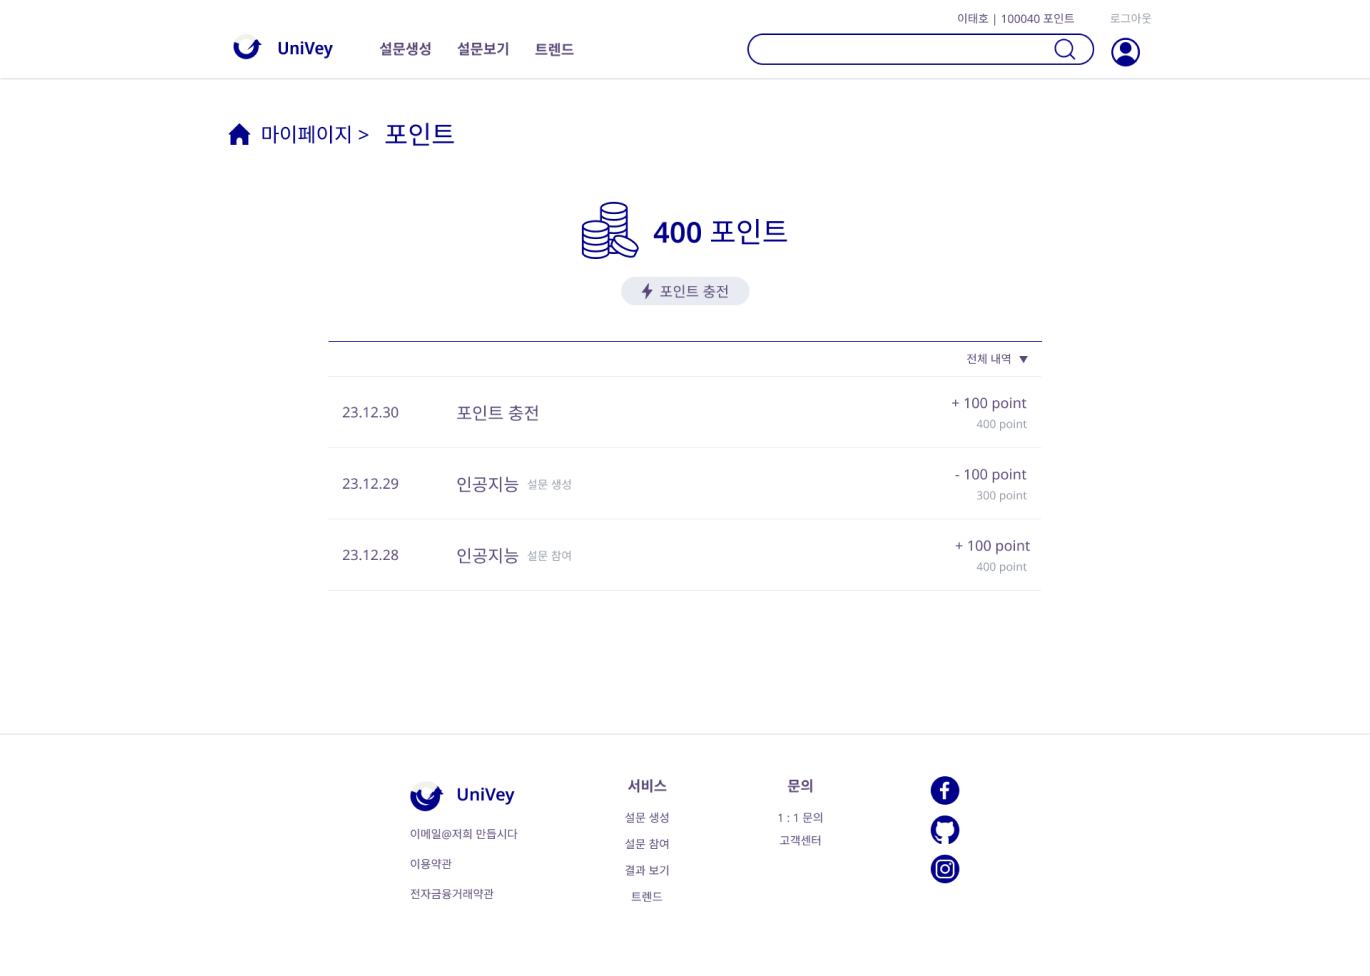 이태호 | 100040 포인트
로그아웃
UniVey
설문생성
설문보기
트렌드
마이페이지 >
포인트
400 포인트
포인트 충전
전체 내역 ▼
23.12.30
포인트 충전
+ 100 point
400 point
23.12.29
인공지능 설문 생성
- 100 point
300 point
23.12.28
인공지능 설문 참여
+ 100 point
400 point
UniVey
이메일@저희 만듭시다
이용약관
전자금융거래약관
서비스
설문 생성
설문 참여
결과 보기
트렌드
문의
1 : 1 문의
고객센터